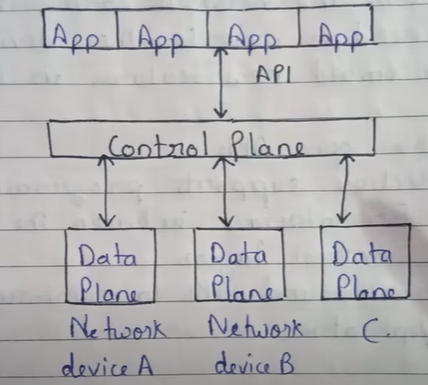 App App App App
API
Control Plane
Data Data Data
Plane Plane Plane
Network Network C.
device A device B